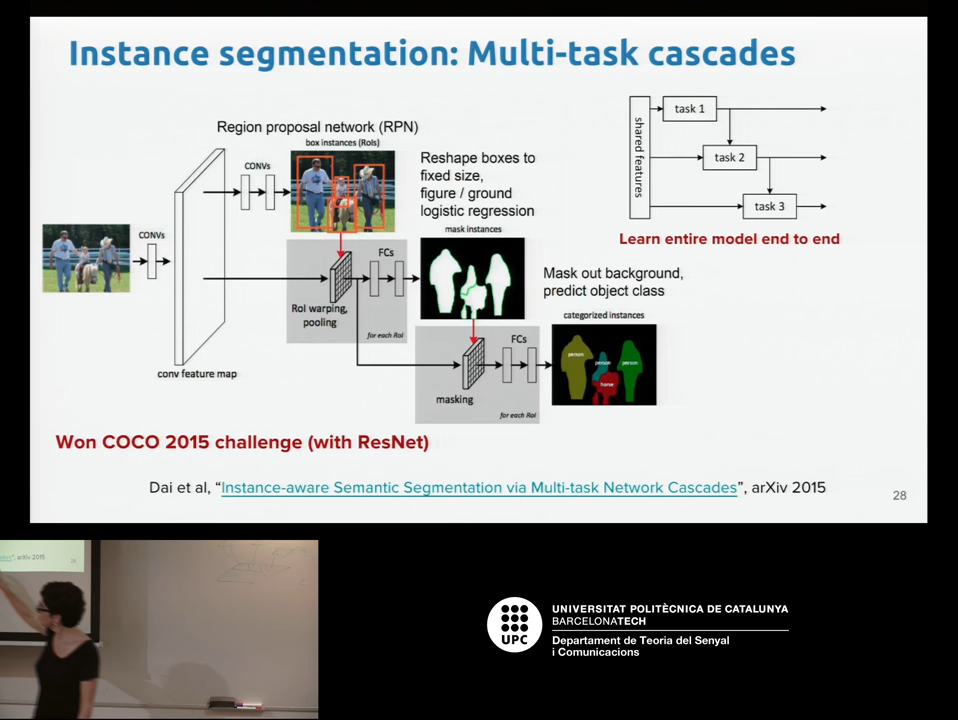 Instance segmentation: Multi-task cascades
Region proposal network (RPN)
box instances (RoIs)
CONVs
CONVs
conv feature map
Reshape boxes to
fixed size,
figure / ground
logistic regression
mask instances
FCs
RoI warping,
pooling
for each RoI
Mask out background,
predict object class
categorized instances
person
person
person
horse
FCs
masking
for each RoI
shared features
task 1
task 2
task 3
Learn entire model end to end
Won COCO 2015 challenge (with ResNet)
Dai et al, “Instance-aware Semantic Segmentation via Multi-task Network Cascades”, arXiv 2015
28
", arXiv 2015
28
UPC
UNIVERSITAT POLITÈCNICA DE CATALUNYA
BARCELONATECH
Departament de Teoria del Senyal
i Comunicacions